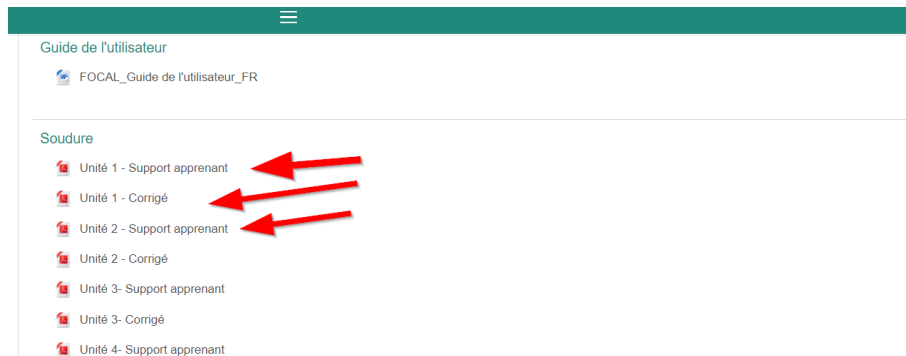 Guide de l'utilisateur
FOCAL_Guide de l'utilisateur_FR
Soudure
Unité 1 - Support apprenant
Unité 1 - Corrigé
Unité 2 - Support apprenant
Unité 2 - Corrigé
Unité 3- Support apprenant
Unité 3- Corrigé
Unité 4- Support apprenant